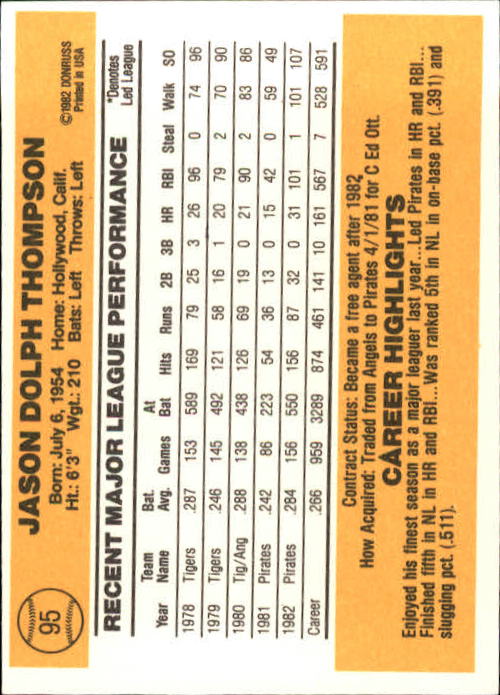 95
JASON DOLPH THOMPSON
Born: July 6, 1954 Home: Hollywood, Calif.
Ht.: 6'3" Wgt.: 210 Bats: Left Throws: Left
©1982 DONRUSS
Printed in USA
RECENT MAJOR LEAGUE PERFORMANCE
*Denotes
Led League
Team Bat. At
Year Name Avg. Games Bat Hits Runs 2B 3B HR RBI Steal Walk SO
1978 Tigers .287 153 589 169 79 25 3 26 96 0 74 96
1979 Tigers .246 145 492 121 58 16 1 20 79 2 70 90
1980 Tig/Ang .288 138 438 126 69 19 0 21 90 2 83 86
1981 Pirates .242 86 223 54 36 13 0 15 42 0 59 49
1982 Pirates .284 156 550 156 87 32 0 31 101 1 101 107
Career .266 959 3289 874 461 141 10 161 567 7 528 591
Contract Status: Became a free agent after 1982
How Acquired: Traded from Angels to Pirates 4/1/81 for C Ed Ott.
CAREER HIGHLIGHTS
Enjoyed his finest season as a major leaguer last year...Led Pirates in HR and RBI...
Finished fifth in NL in HR and RBI...Was ranked 5th in NL in on-base pct. (.391) and
slugging pct. (.511).